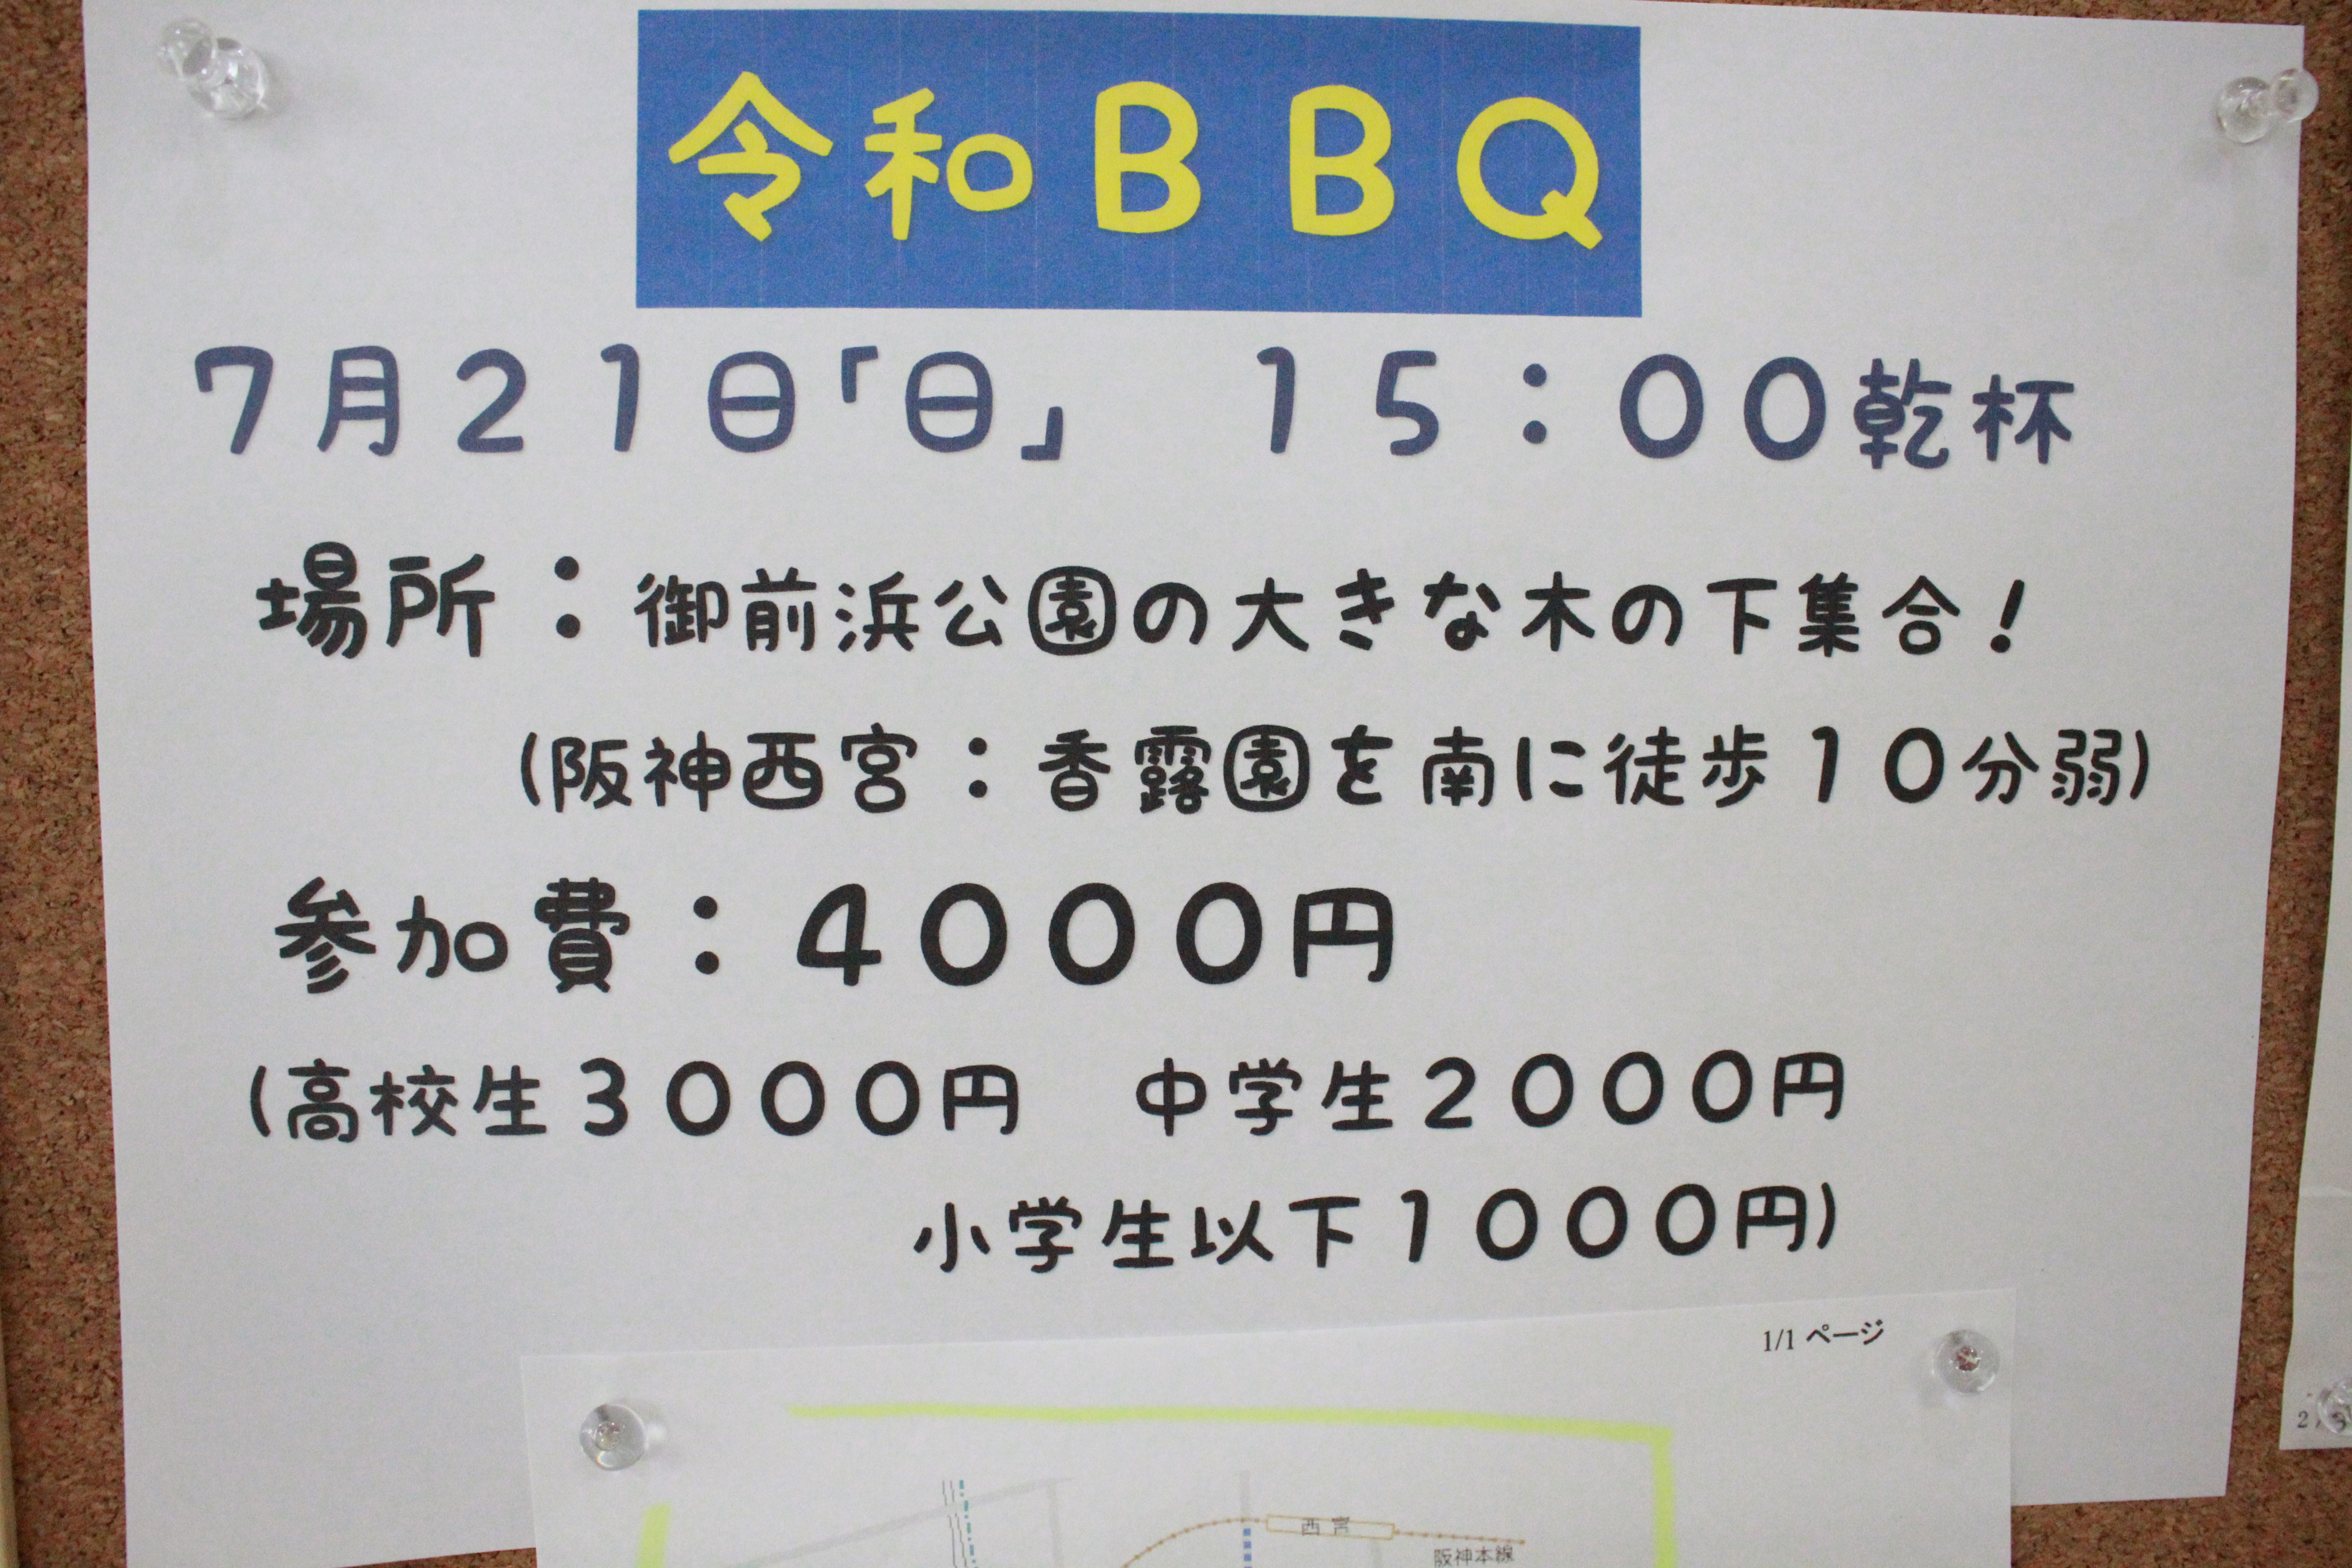 令和ＢＢＱ
７月２１日「日」　１５：００乾杯
場所：御前浜公園の大きな木の下集合！
(阪神西宮：香露園を南に徒歩１０分弱)
参加費：４０００円
(高校生３０００円　中学生２０００円
小学生以下１０００円)
1/1 ページ
西宮
阪神本線